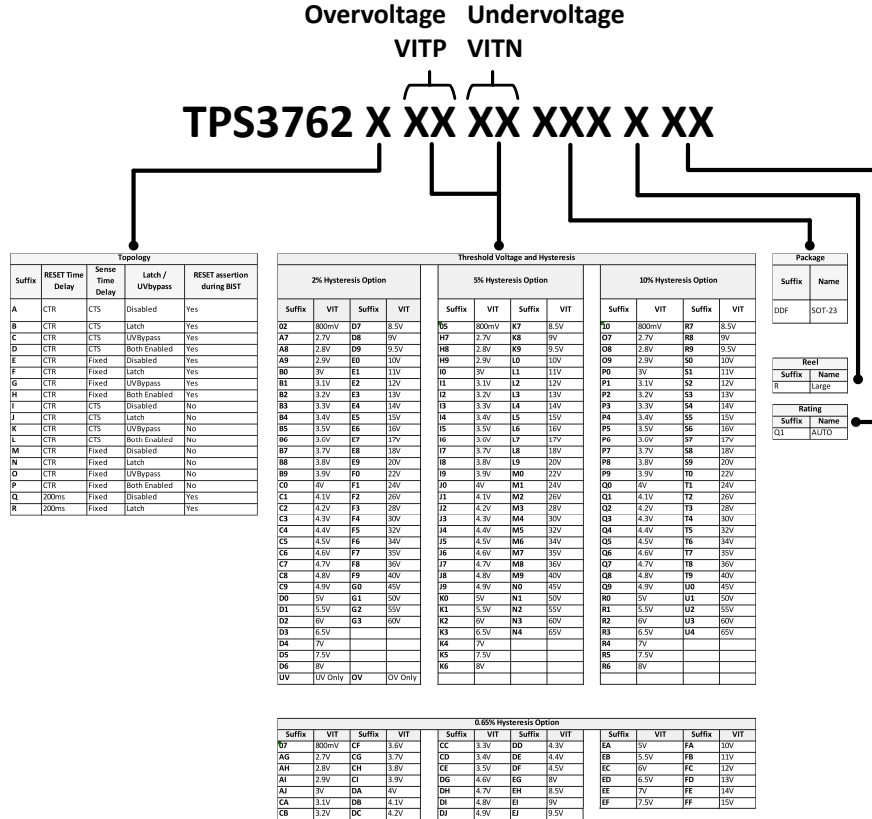 Overvoltage Undervoltage
VITP VITN
TPS3762 X XX XX XXX X XX
Topology
Suffix RESET Time Delay Sense Time Delay Latch / UVbypass RESET assertion during BIST
A CTR CTS Disabled Yes
B CTR CTS Latch Yes
C CTR CTS UVBypass Yes
D CTR CTS Both Enabled Yes
E CTR Fixed Disabled Yes
F CTR Fixed Latch Yes
G CTR Fixed UVBypass Yes
H CTR Fixed Both Enabled Yes
I CTR CTS Disabled No
J CTR CTS Latch No
K CTR CTS UVBypass No
L CTR CTS Both Enabled No
M CTR Fixed Disabled No
N CTR Fixed Latch No
O CTR Fixed UVBypass No
P CTR Fixed Both Enabled No
Q 200ms Fixed Disabled Yes
R 200ms Fixed Latch Yes
Threshold Voltage and Hysteresis
2% Hysteresis Option 5% Hysteresis Option 10% Hysteresis Option
Suffix VIT Suffix VIT Suffix VIT Suffix VIT Suffix VIT Suffix VIT
02 800mV D7 8.5V 05 800mV K7 8.5V 10 800mV R7 8.5V
A7 2.7V D8 9V H7 2.7V K8 9V O7 2.7V R8 9V
A8 2.8V D9 9.5V H8 2.8V K9 9.5V O8 2.8V R9 9.5V
A9 2.9V E0 10V H9 2.9V L0 10V O9 2.9V S0 10V
B0 3V E1 11V I0 3V L1 11V P0 3V S1 11V
B1 3.1V E2 12V I1 3.1V L2 12V P1 3.1V S2 12V
B2 3.2V E3 13V I2 3.2V L3 13V P2 3.2V S3 13V
B3 3.3V E4 14V I3 3.3V L4 14V P3 3.3V S4 14V
B4 3.4V E5 15V I4 3.4V L5 15V P4 3.4V S5 15V
B5 3.5V E6 16V I5 3.5V L6 16V P5 3.5V S6 16V
B6 3.6V E7 17V I6 3.6V L7 17V P6 3.6V S7 17V
B7 3.7V E8 18V I7 3.7V L8 18V P7 3.7V S8 18V
B8 3.8V E9 20V I8 3.8V L9 20V P8 3.8V S9 20V
B9 3.9V F0 22V I9 3.9V M0 22V P9 3.9V T0 22V
C0 4V F1 24V J0 4V M1 24V Q0 4V T1 24V
C1 4.1V F2 26V J1 4.1V M2 26V Q1 4.1V T2 26V
C2 4.2V F3 28V J2 4.2V M3 28V Q2 4.2V T3 28V
C3 4.3V F4 30V J3 4.3V M4 30V Q3 4.3V T4 30V
C4 4.4V F5 32V J4 4.4V M5 32V Q4 4.4V T5 32V
C5 4.5V F6 34V J5 4.5V M6 34V Q5 4.5V T6 34V
C6 4.6V F7 35V J6 4.6V M7 35V Q6 4.6V T7 35V
C7 4.7V F8 36V J7 4.7V M8 36V Q7 4.7V T8 36V
C8 4.8V F9 40V J8 4.8V M9 40V Q8 4.8V T9 40V
C9 4.9V G0 45V J9 4.9V N0 45V Q9 4.9V U0 45V
D0 5V G1 50V K0 5V N1 50V R0 5V U1 50V
D1 5.5V G2 55V K1 5.5V N2 55V R1 5.5V U2 55V
D2 6V G3 60V K2 6V N3 60V R2 6V U3 60V
D3 6.5V K3 6.5V N4 65V R3 6.5V U4 65V
D4 7V K4 7V R4 7V
D5 7.5V K5 7.5V R5 7.5V
D6 8V K6 8V R6 8V
UV UV Only OV OV Only
Package
Suffix Name
DDF SOT-23
Reel
Suffix Name
R Large
Rating
Suffix Name
Q1 AUTO
0.65% Hysteresis Option
Suffix VIT Suffix VIT Suffix VIT Suffix VIT Suffix VIT Suffix VIT
07 800mV CF 3.6V CC 3.3V DD 4.3V EA 5V FA 10V
AG 2.7V CG 3.7V CD 3.4V DE 4.4V EB 5.5V FB 11V
AH 2.8V CH 3.8V CE 3.5V DF 4.5V EC 6V FC 12V
AI 2.9V CI 3.9V DG 4.6V EG 8V ED 6.5V FD 13V
AJ 3V DA 4V DH 4.7V EH 8.5V EE 7V FE 14V
CA 3.1V DB 4.1V DI 4.8V EI 9V EF 7.5V FF 15V
CB 3.2V DC 4.2V DJ 4.9V EJ 9.5V